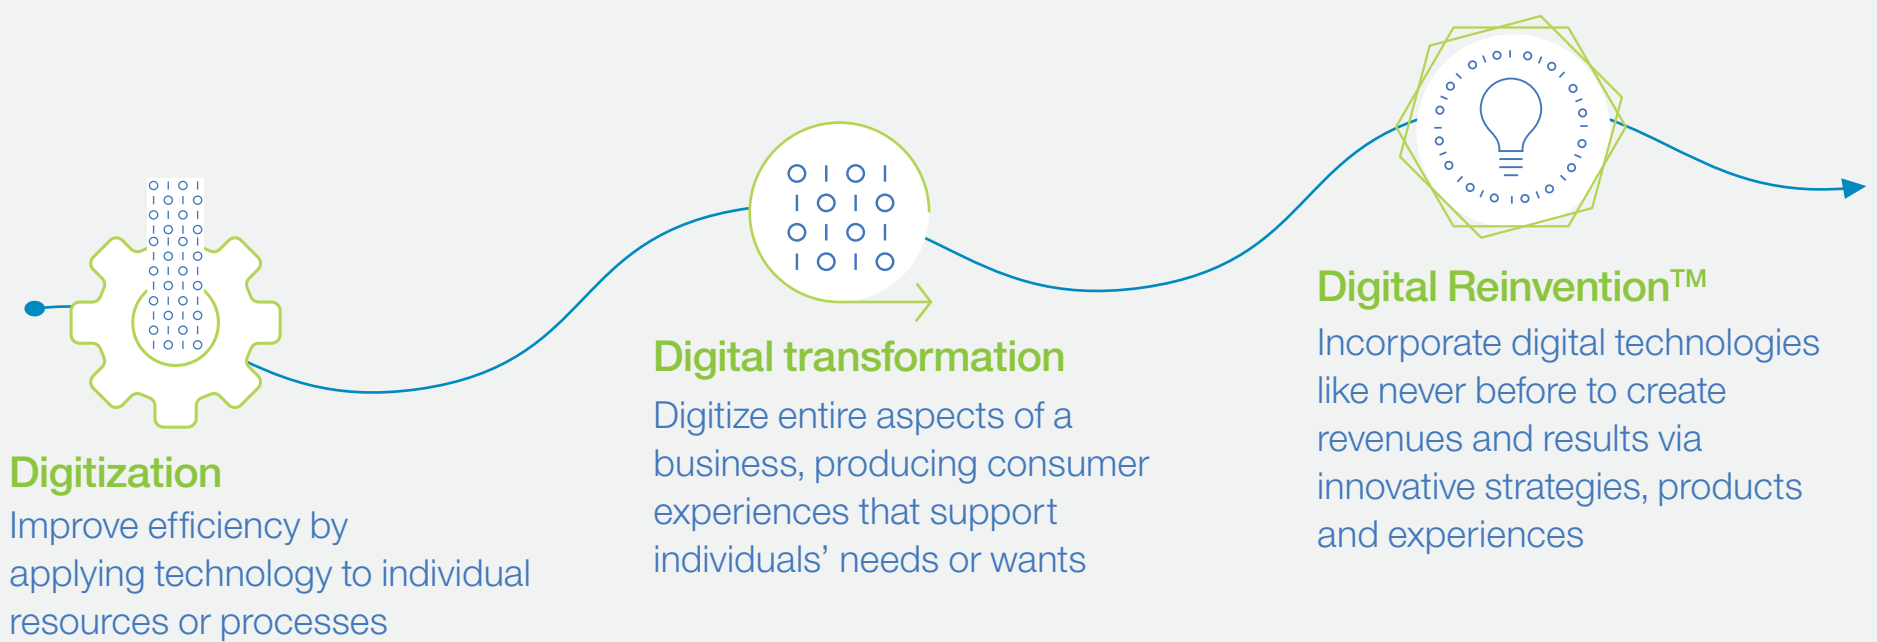 Digitization
Improve efficiency by
applying technology to individual
resources or processes
Digital transformation
Digitize entire aspects of a
business, producing consumer
experiences that support
individuals’ needs or wants
Digital Reinvention™
Incorporate digital technologies
like never before to create
revenues and results via
innovative strategies, products
and experiences